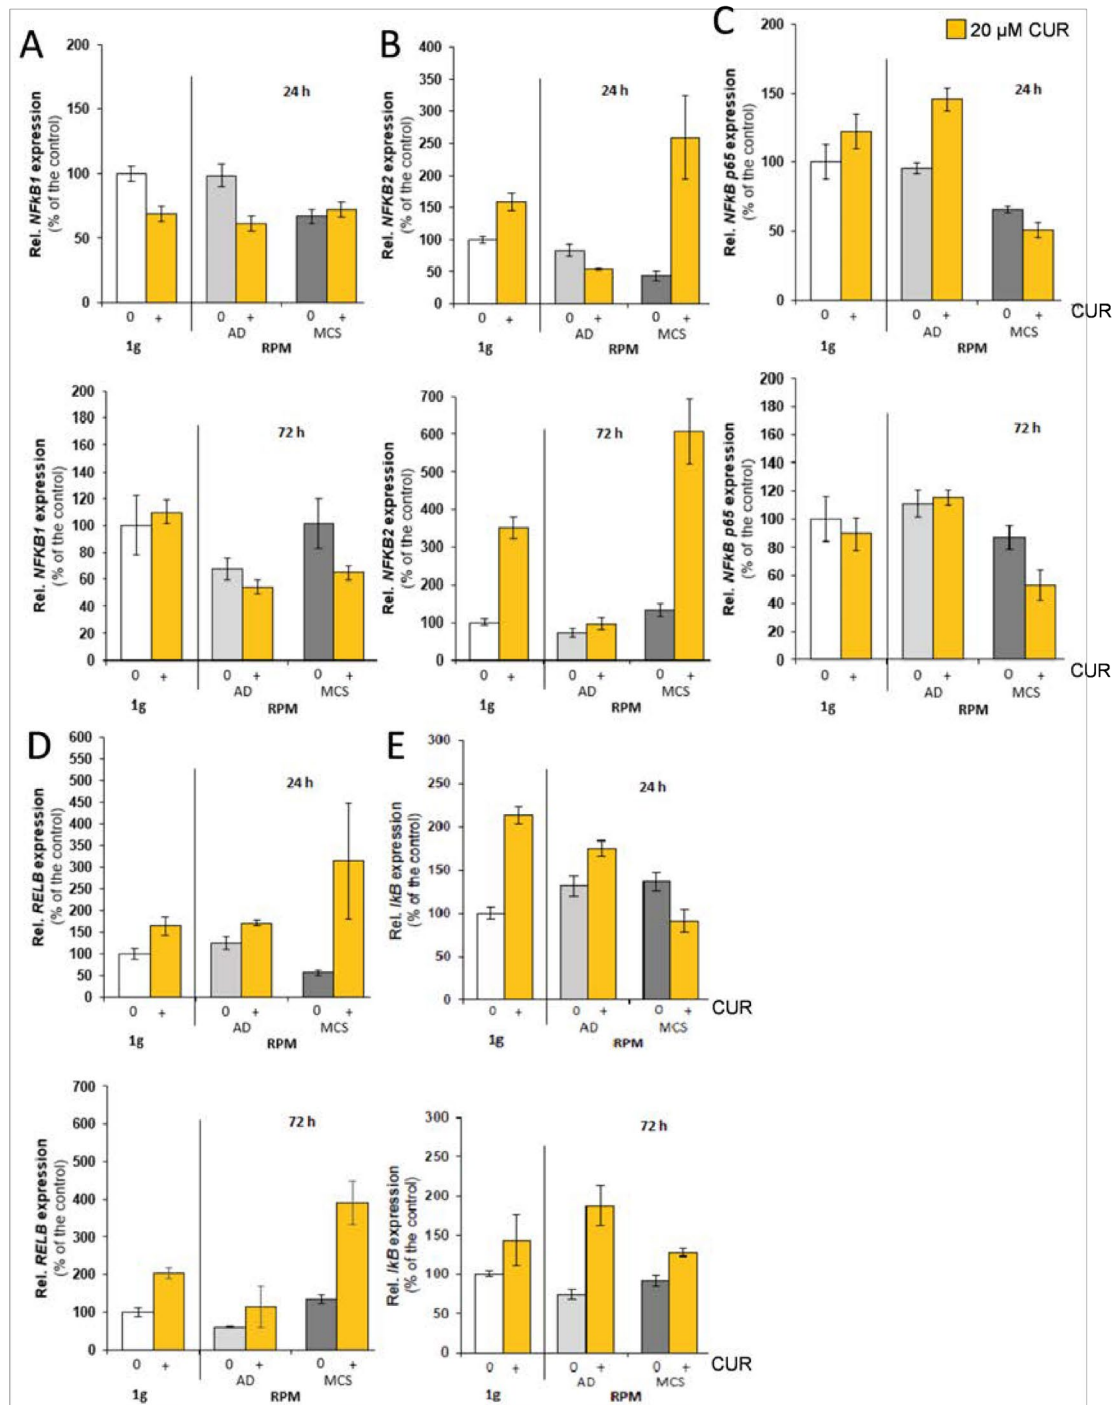 A
Rel. NFKB1 expression
(% of the control)
200
150
100
50
0
24 h
0 + 0 + 0 +
AD MCS
1g RPM
B
Rel. NFKB2 expression
(% of the control)
400
350
300
250
200
150
100
50
0
24 h
0 + 0 + 0 +
AD MCS
1g RPM
C
20 µM CUR
Rel. NFkB p65 expression
(% of the control)
200
150
100
50
0
24 h
0 + 0 + 0 + CUR
AD MCS
1g RPM
Rel. NFKB1 expression
(% of the control)
200
180
160
140
120
100
80
60
40
20
0
72 h
0 + 0 + 0 +
AD MCS
1g RPM
Rel. NFKB2 expression
(% of the control)
700
600
500
400
300
200
100
0
72 h
0 + 0 + 0 +
AD MCS
1g RPM
Rel. NFkB p65 expression
(% of the control)
200
180
160
140
120
100
80
60
40
20
0
72 h
0 + 0 + 0 + CUR
AD MCS
1g RPM
D
Rel. RELB expression
(% of the control)
600
550
500
450
400
350
300
250
200
150
100
50
0
24 h
0 + 0 + 0 +
AD MCS
1g RPM
E
Rel. IkB expression
(% of the control)
300
250
200
150
100
50
0
24 h
0 + 0 + 0 + CUR
AD MCS
1g RPM
Rel. RELB expression
(% of the control)
700
600
500
400
300
200
100
0
72 h
0 + 0 + 0 +
AD MCS
1g RPM
Rel. IkB expression
(% of the control)
300
250
200
150
100
50
0
72 h
0 + 0 + 0 + CUR
AD MCS
1g RPM